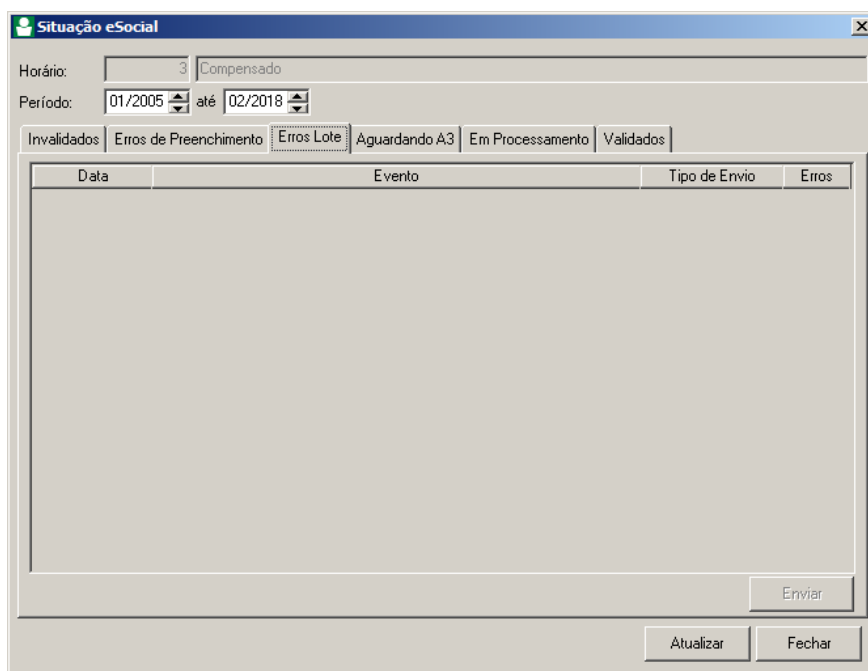 Situação eSocial
Horário: 3 Compensado
Período: 01/2005 até 02/2018
Invalidados Erros de Preenchimento Erros Lote Aguardando A3 Em Processamento Validados
Data Evento Tipo de Envio Erros
Enviar
Atualizar Fechar